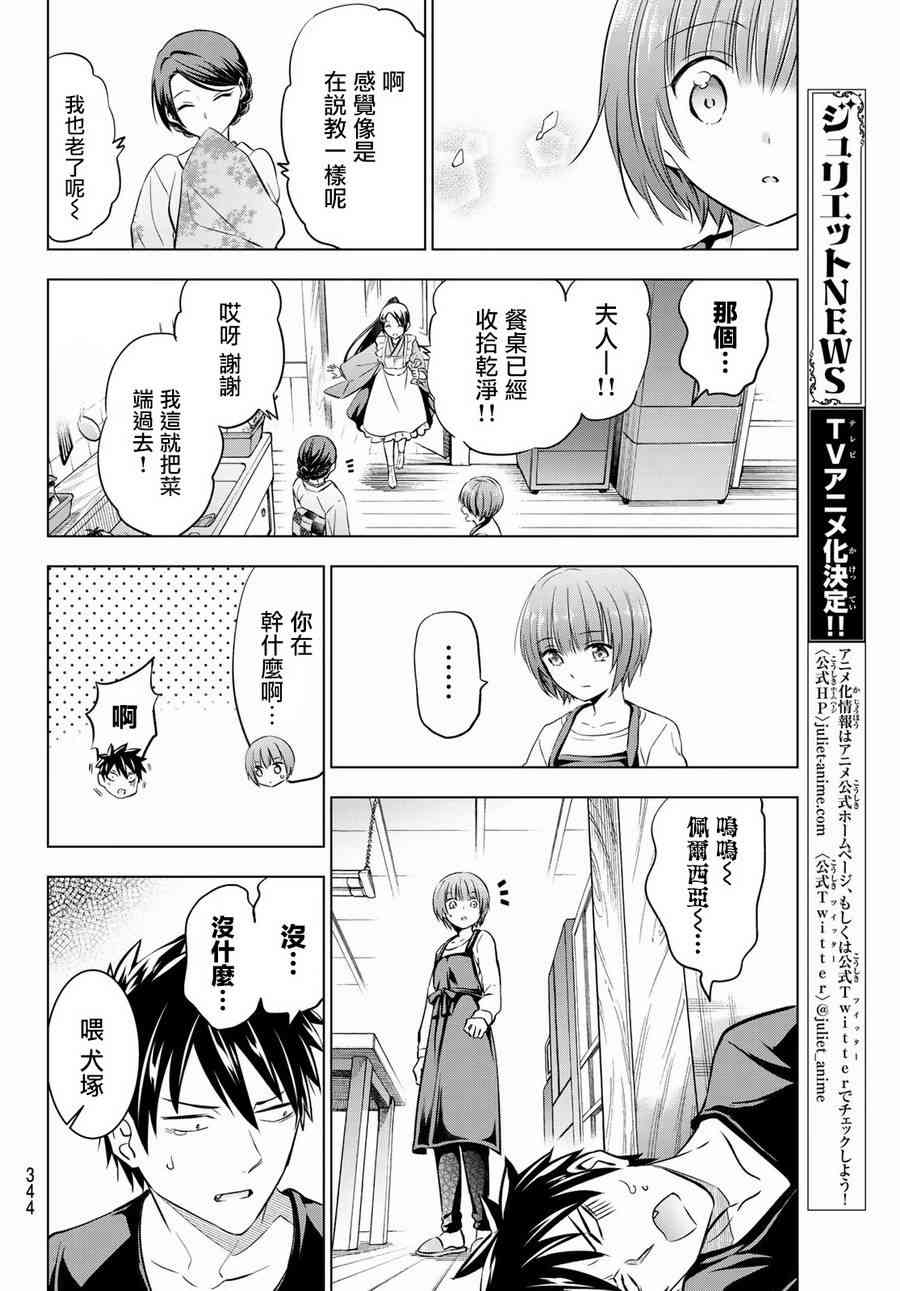 啊
感覺像是
在説教一樣呢
我也老了呢~
那個…
夫人—!!
餐桌已經
收拾乾淨!!
哎呀 謝謝
我這就把菜
端過去！
……
你在
幹什麼啊…
啊
嗚嗚~…
佩爾西亞~…
沒…
沒什麼…
喂犬塚
344
ジュリエットNEWS
TVアニメ化決定!!
テレビ
かけってい
アニメ化情報はアニメ公式ホームページ、もしくは公式Twitterでチェックしよう！
〈公式HP〉juliet-anime.com 〈公式Twitter〉@juliet_anime